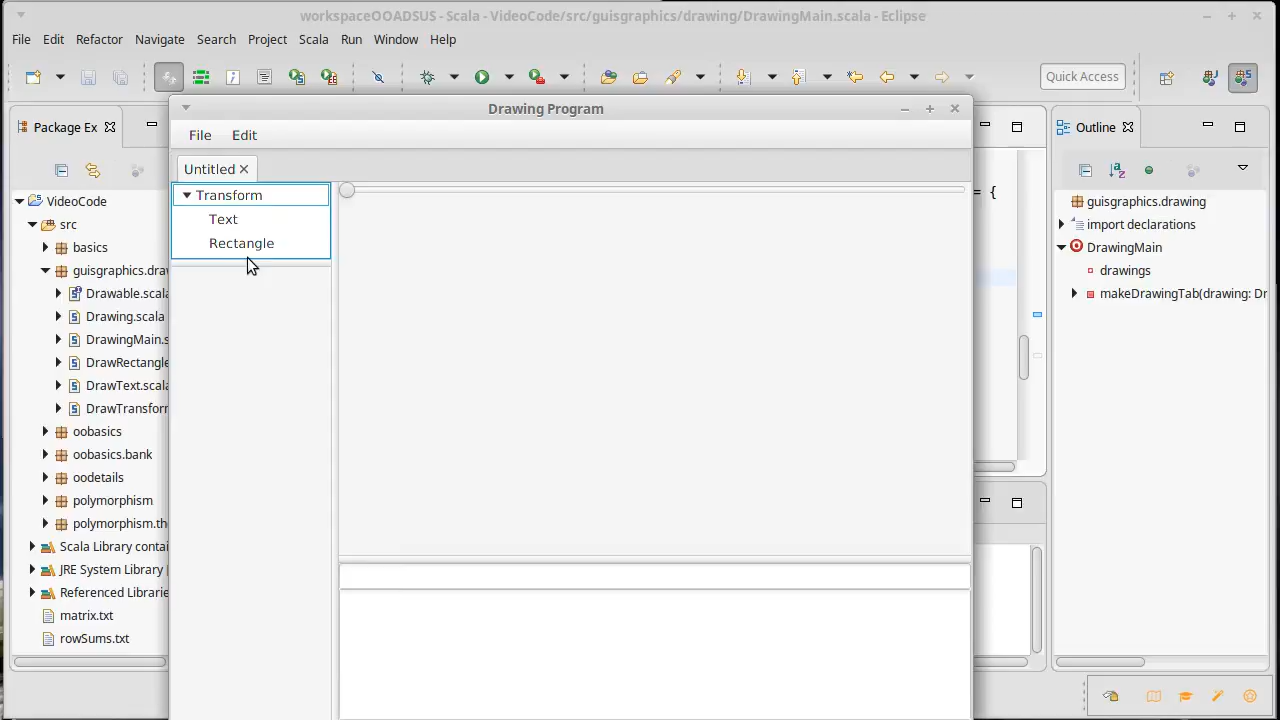 workspaceOOADSUS - Scala - VideoCode/src/guisgraphics/drawing/DrawingMain.scala - Eclipse
File Edit Refactor Navigate Search Project Scala Run Window Help
Quick Access
Package Ex
VideoCode
src
basics
guisgraphics.dra
Drawable.scala
Drawing.scala
DrawingMain.s
DrawRectangle
DrawText.scala
DrawTransfor
oobasics
oobasics.bank
oodetails
polymorphism
polymorphism.th
Scala Library contai
JRE System Library
Referenced Librarie
matrix.txt
rowSums.txt
Drawing Program
File Edit
Untitled
Transform
Text
Rectangle
= {
Outline
guisgraphics.drawing
import declarations
DrawingMain
drawings
makeDrawingTab(drawing: Dr